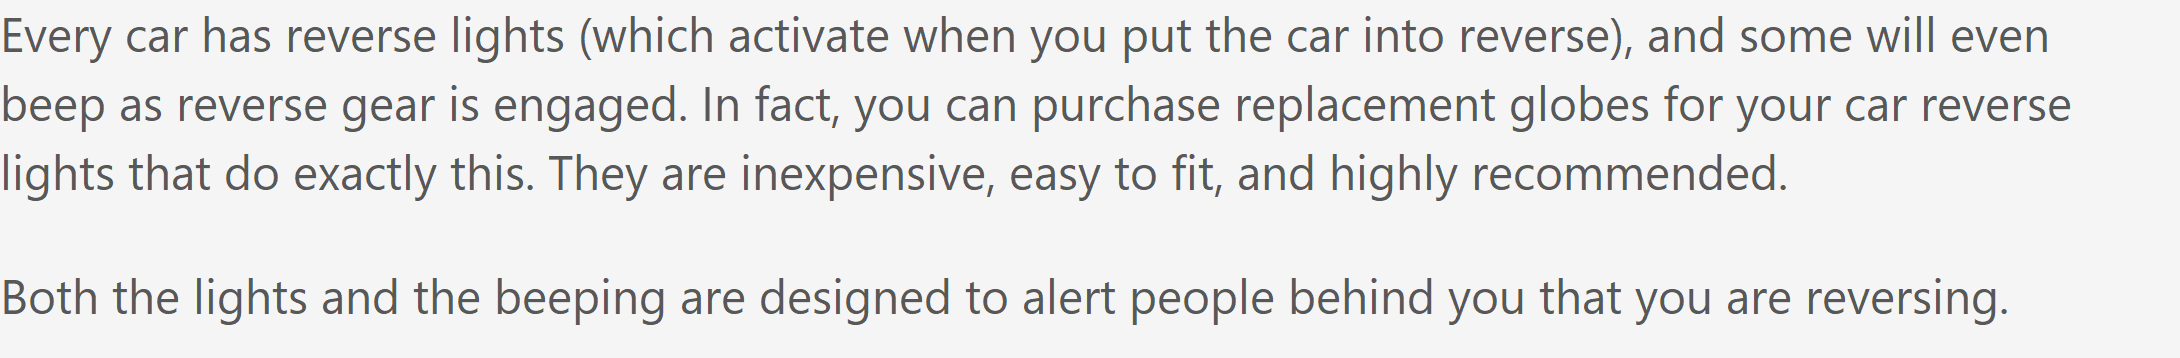 Every car has reverse lights (which activate when you put the car into reverse), and some will even
beep as reverse gear is engaged. In fact, you can purchase replacement globes for your car reverse
lights that do exactly this. They are inexpensive, easy to fit, and highly recommended.
Both the lights and the beeping are designed to alert people behind you that you are reversing.